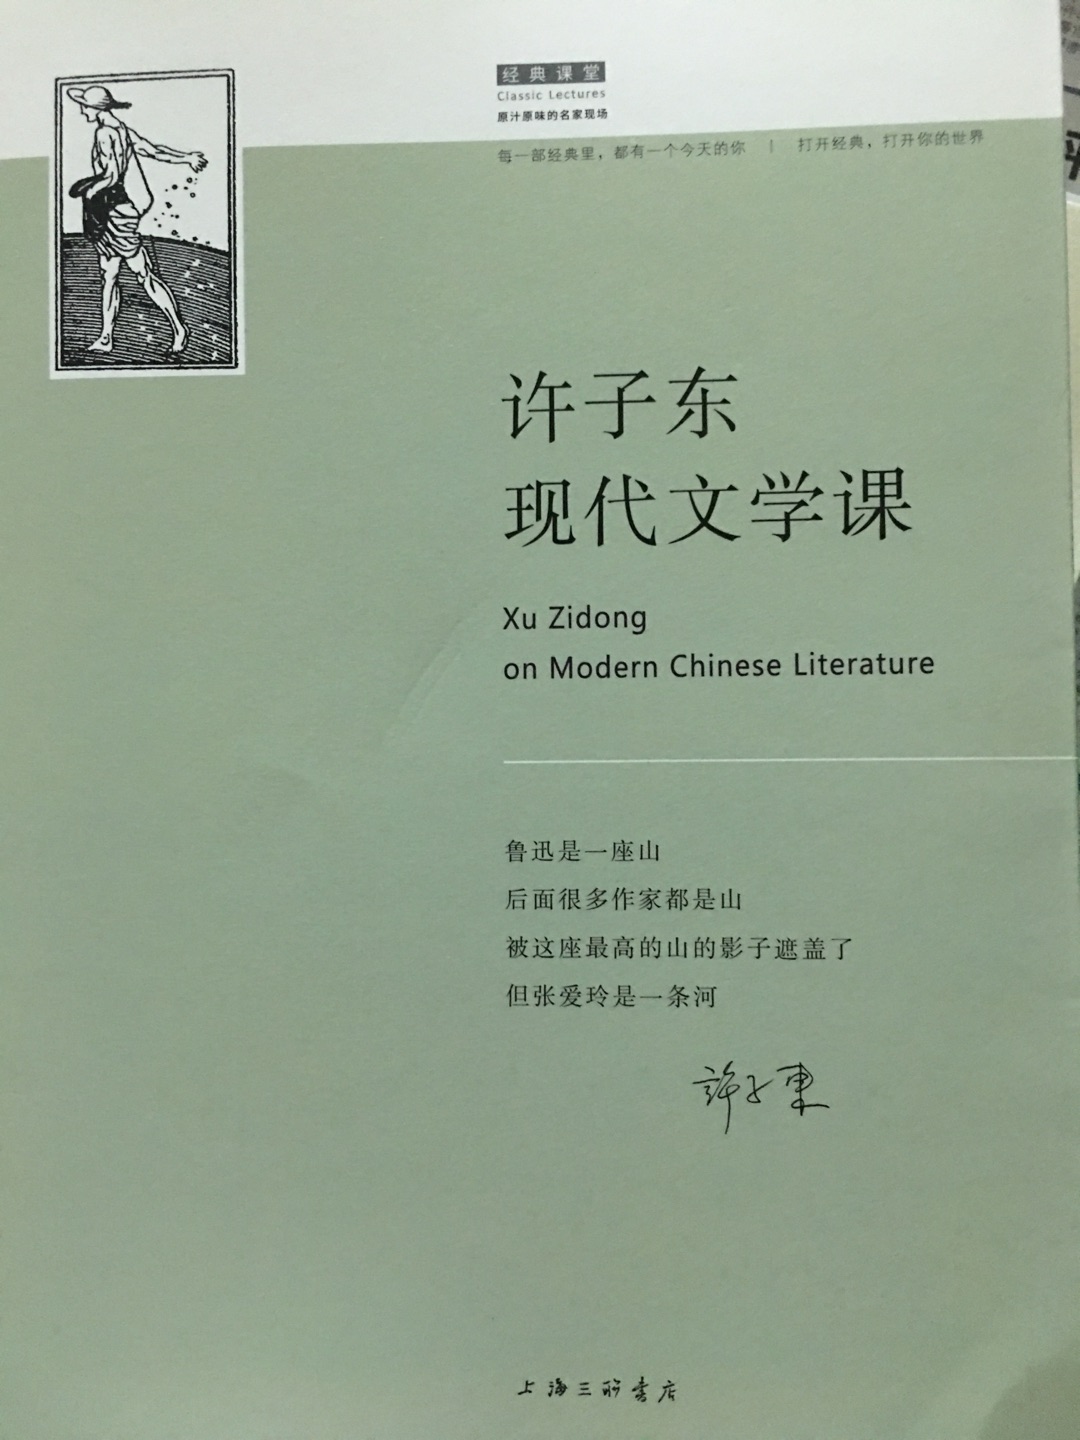 经典课堂
Classic Lectures
原汁原味的名家现场
每一部经典里，都有一个今天的你 | 打开经典，打开你的世界
许子东
现代文学课
Xu Zidong
on Modern Chinese Literature
鲁迅是一座山
后面很多作家都是山
被这座最高的山的影子遮盖了
但张爱玲是一条河
許子東
上海三联书店